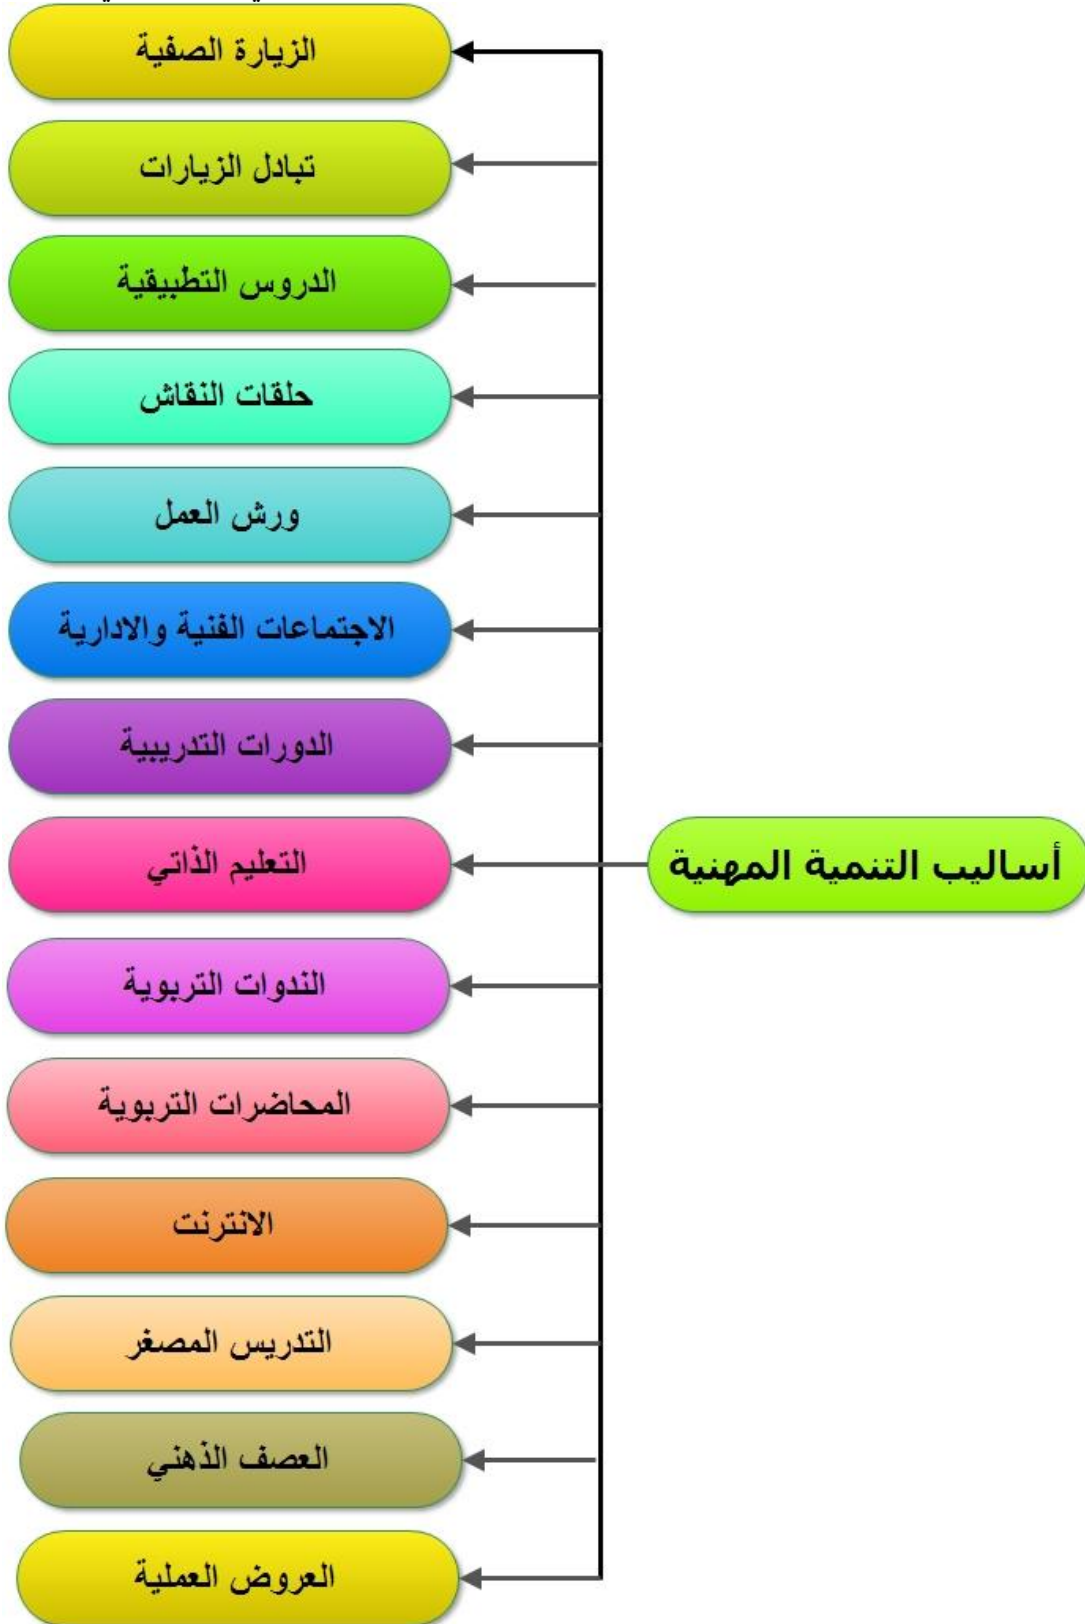 أساليب التنمية المهنية
الزيارة الصفية
تبادل الزيارات
الدروس التطبيقية
حلقات النقاش
ورش العمل
الاجتماعات الفنية والادارية
الدورات التدريبية
التعليم الذاتي
الندوات التربوية
المحاضرات التربوية
الانترنت
التدريس المصغر
العصف الذهني
العروض العملية